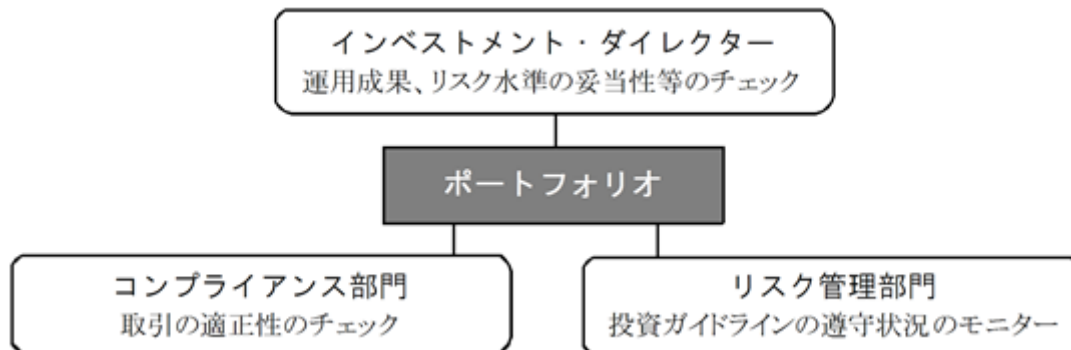 インベストメント・ダイレクター
運用成果、リスク水準の妥当性等のチェック
ポートフォリオ
コンプライアンス部門
取引の適正性のチェック
リスク管理部門
投資ガイドラインの遵守状況のモニター